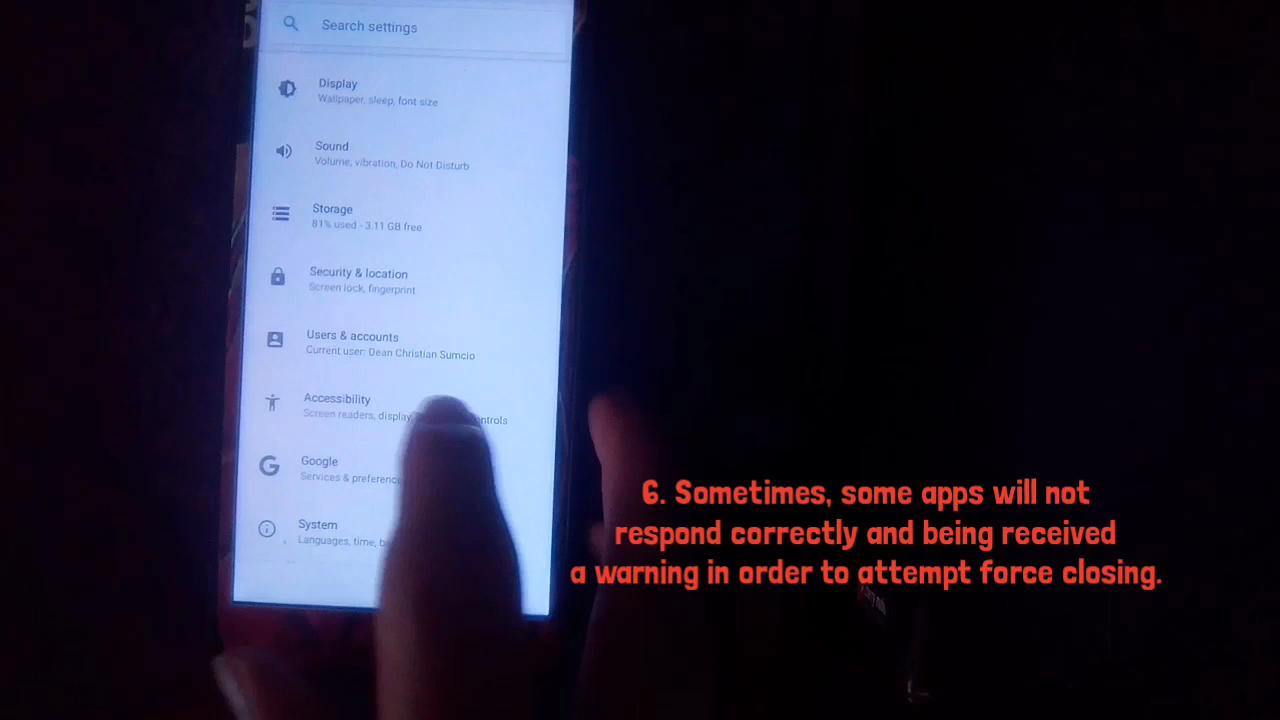 Search settings
Display
Wallpaper, sleep, font size
Sound
Volume, vibration, Do Not Disturb
Storage
81% used - 3.11 GB free
Security & location
Screen lock, fingerprint
Users & accounts
Current user: Dean Christian Sumcio
Accessibility
Screen readers, display
Google
Services &
System
Languages, time,
6. Sometimes, some apps will not
respond correctly and being received
a warning in order to attempt force closing.